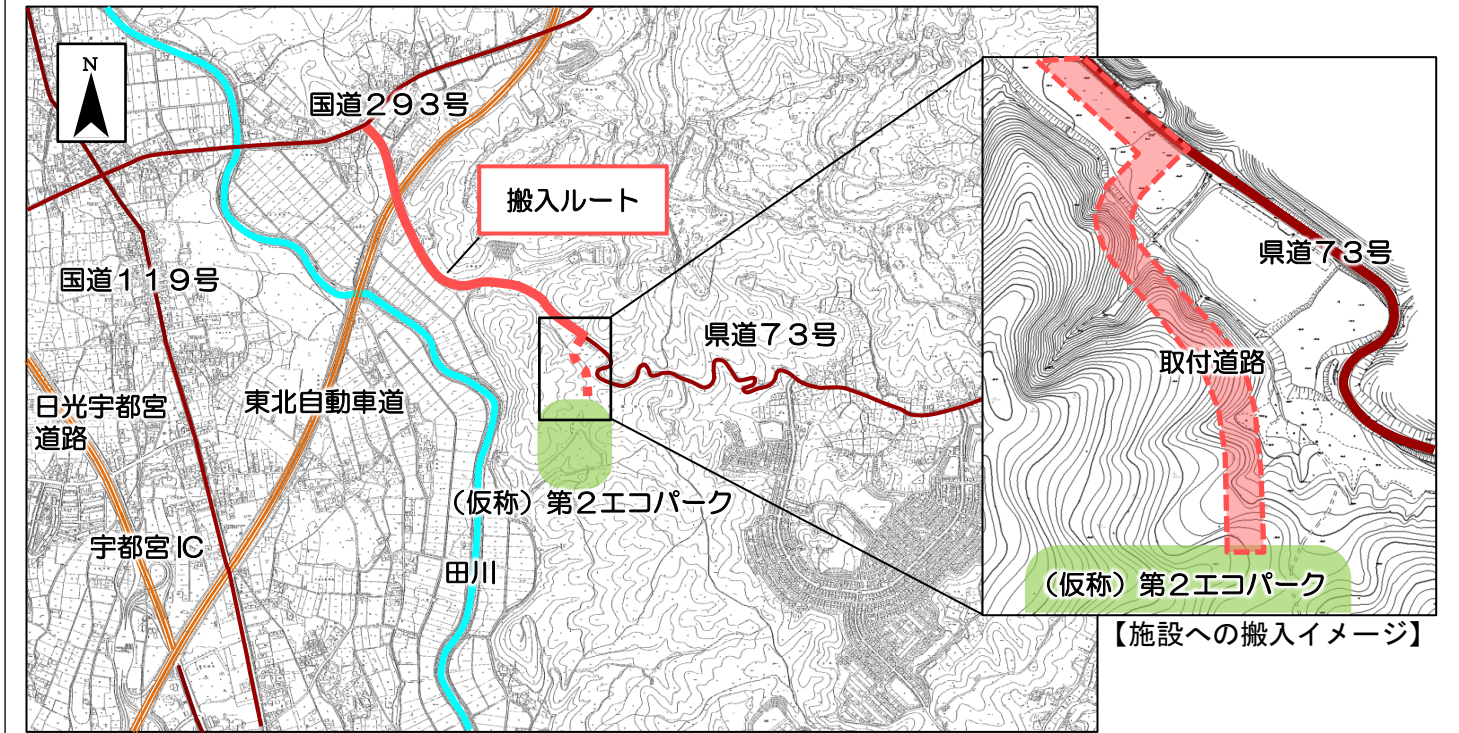 N
国道２９３号
搬入ルート
国道１１９号
県道７３号
県道７３号
取付道路
日光宇都宮
道路
東北自動車道
（仮称）第２エコパーク
宇都宮IC
田川
（仮称）第２エコパーク
【施設への搬入イメージ】